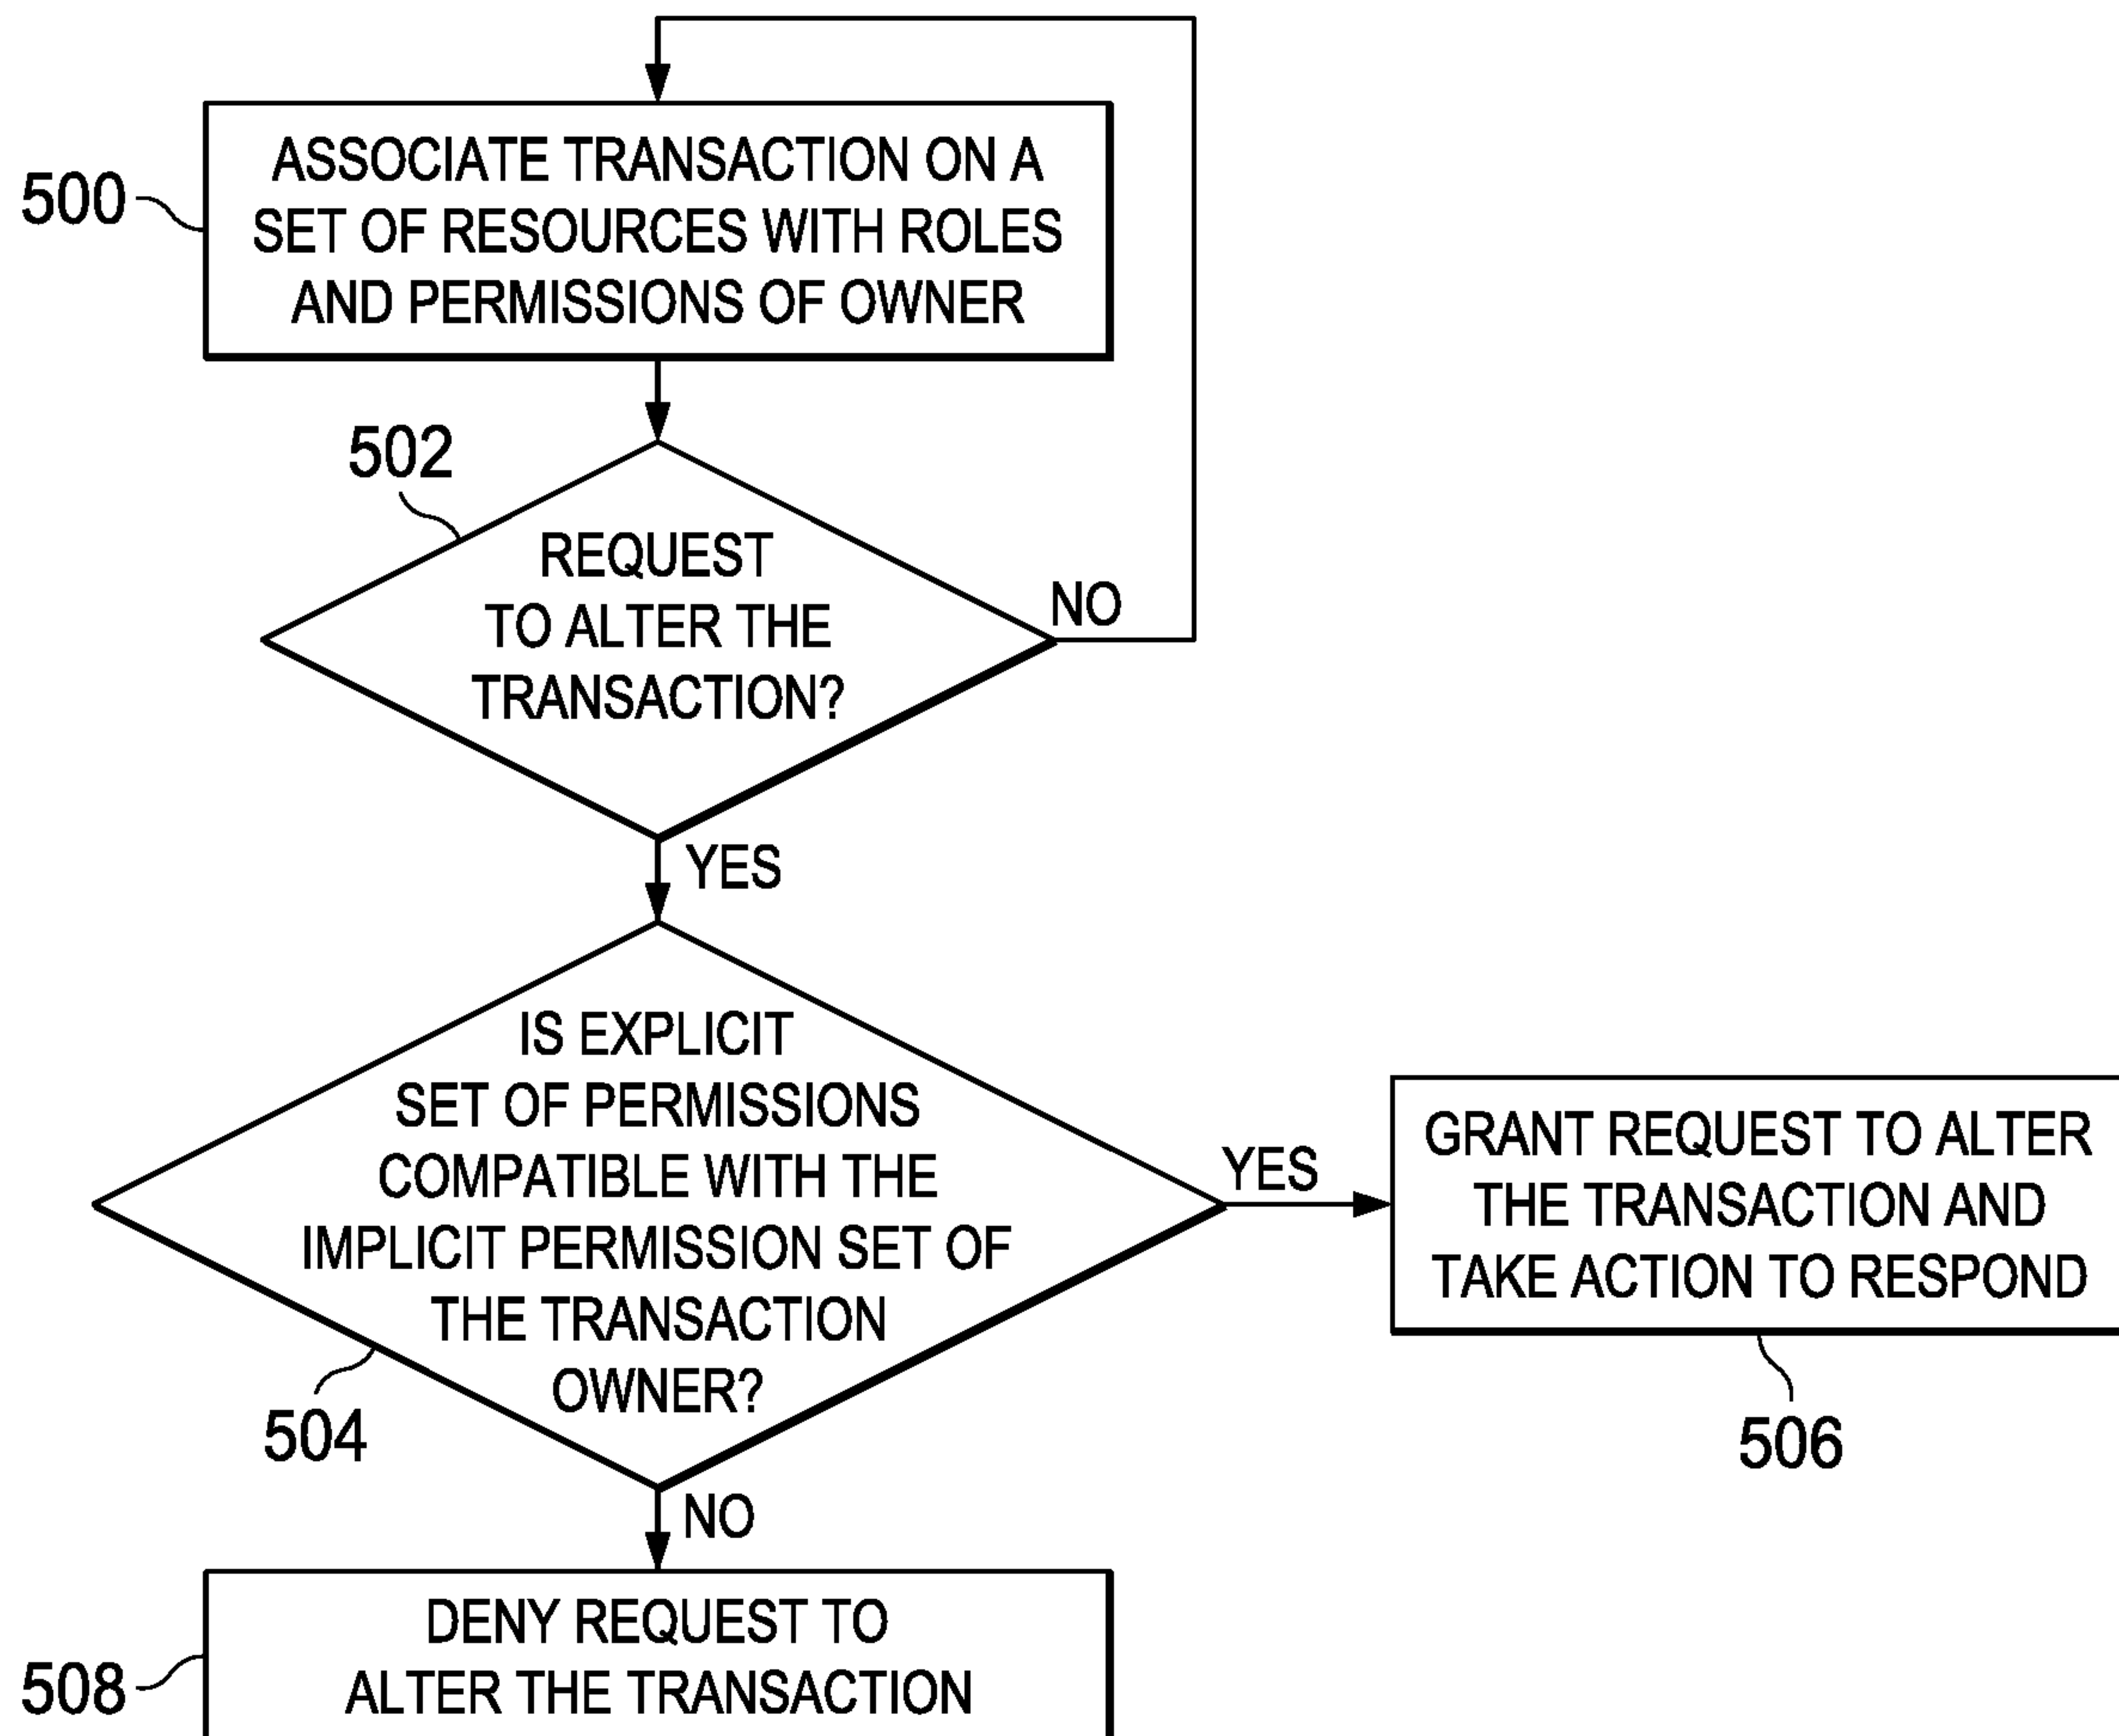 500
ASSOCIATE TRANSACTION ON A
SET OF RESOURCES WITH ROLES
AND PERMISSIONS OF OWNER
502
REQUEST
TO ALTER THE
TRANSACTION?
NO
YES
IS EXPLICIT
SET OF PERMISSIONS
COMPATIBLE WITH THE
IMPLICIT PERMISSION SET OF
THE TRANSACTION
OWNER?
504
YES
GRANT REQUEST TO ALTER
THE TRANSACTION AND
TAKE ACTION TO RESPOND
506
NO
508
DENY REQUEST TO
ALTER THE TRANSACTION